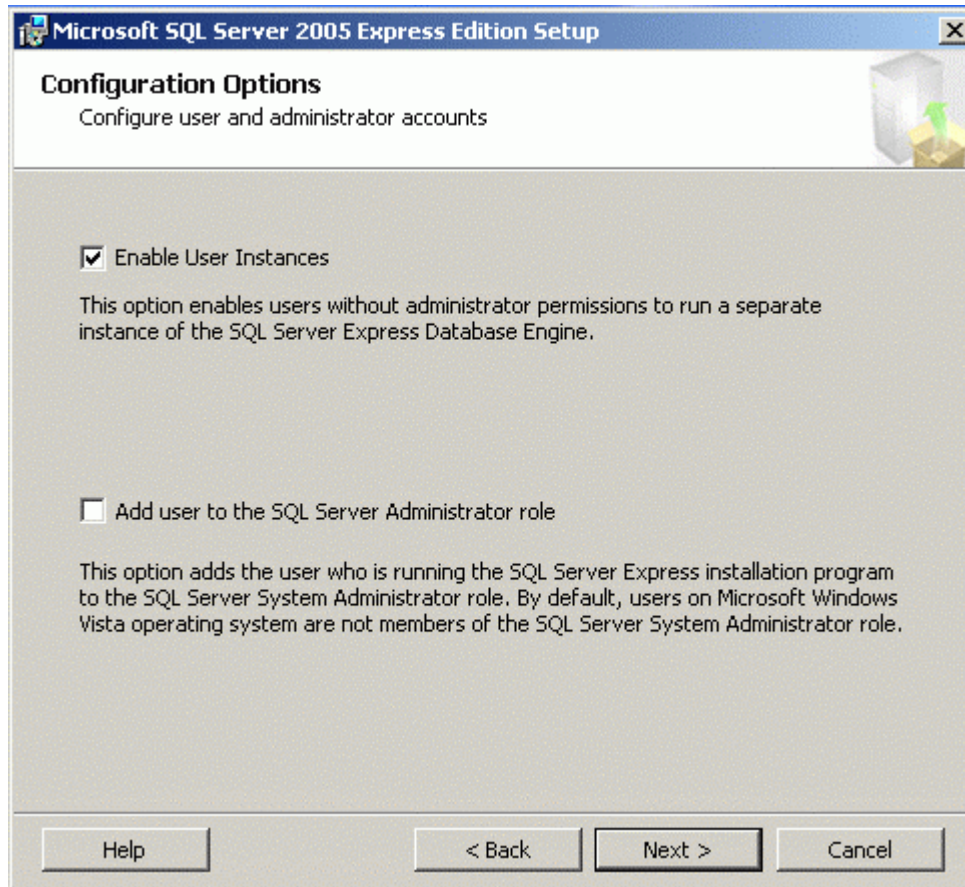 Microsoft SQL Server 2005 Express Edition Setup
Configuration Options
Configure user and administrator accounts
Enable User Instances
This option enables users without administrator permissions to run a separate
instance of the SQL Server Express Database Engine.
Add user to the SQL Server Administrator role
This option adds the user who is running the SQL Server Express installation program
to the SQL Server System Administrator role. By default, users on Microsoft Windows
Vista operating system are not members of the SQL Server System Administrator role.
Help
< Back
Next >
Cancel